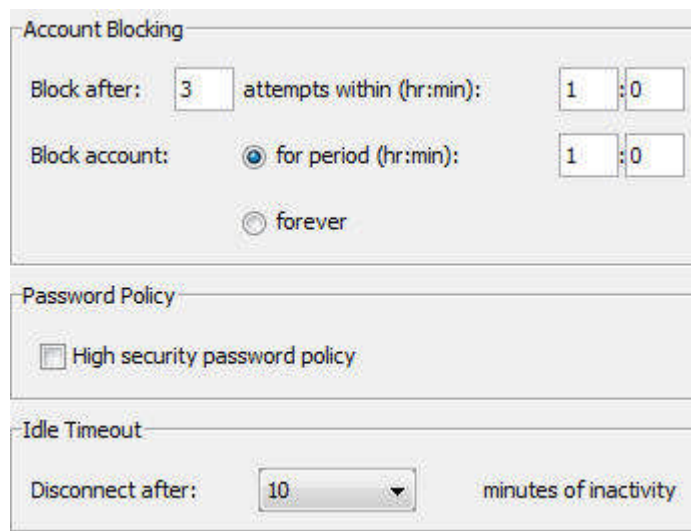 Account Blocking
Block after: 3 attempts within (hr:min): 1 :0
Block account: for period (hr:min): 1 :0
forever
Password Policy
High security password policy
Idle Timeout
Disconnect after: 10 minutes of inactivity